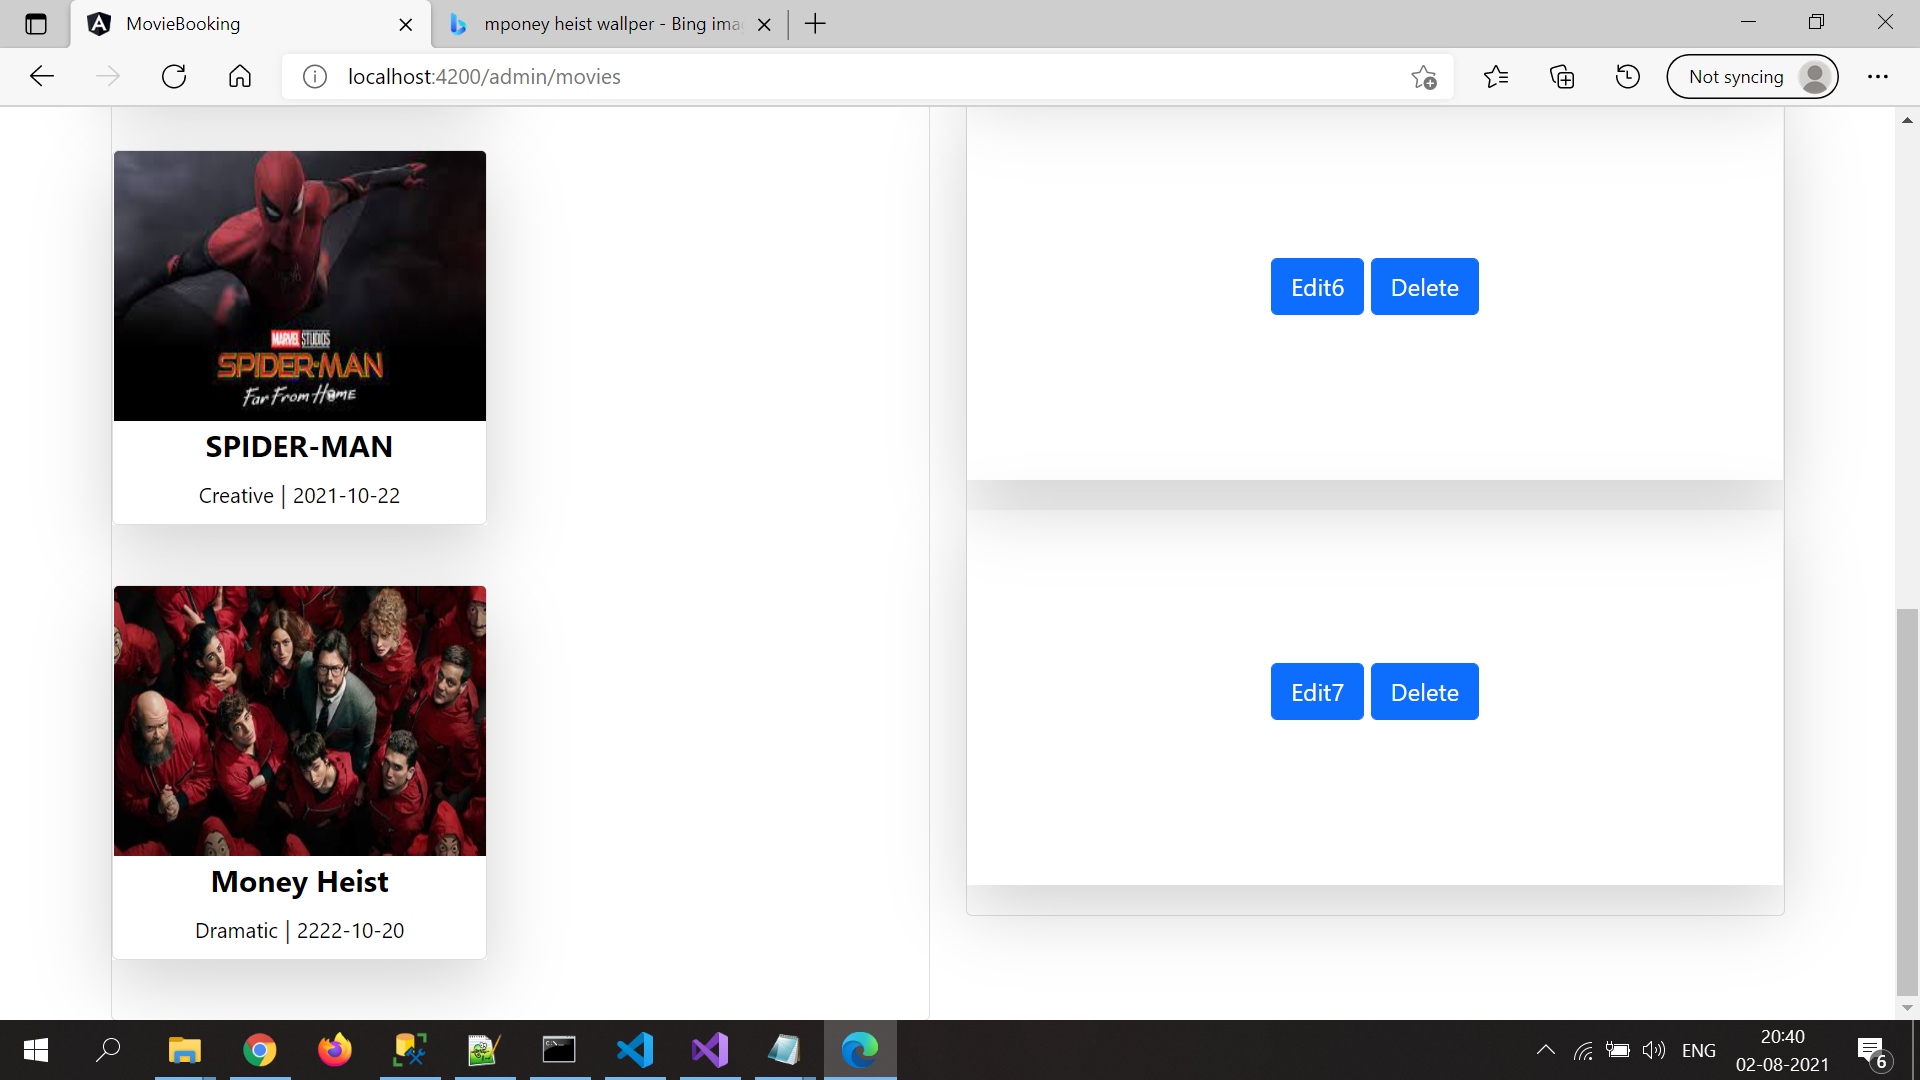 MovieBooking
mponey heist wallper - Bing ima
localhost:4200/admin/movies
Not syncing
MARVEL STUDIOS
SPIDER-MAN
Far From Home
SPIDER-MAN
Creative | 2021-10-22
Edit6 Delete
Money Heist
Dramatic | 2222-10-20
Edit7 Delete
ENG
20:40
02-08-2021
6